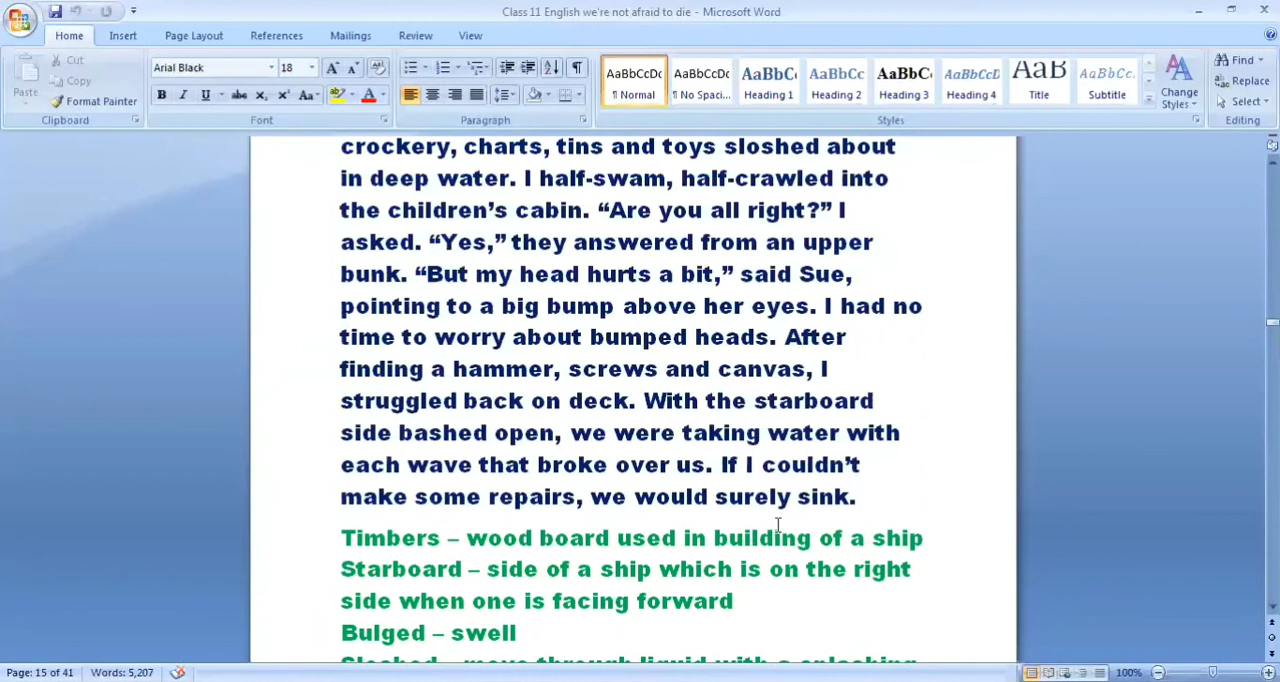 Class 11 English we're not afraid to die - Microsoft Word
Home Insert Page Layout References Mailings Review View
Paste
Cut
Copy
Format Painter
Clipboard
Arial Black 18
Font
Paragraph
AaBbCcDc AaBbCcDc AaBbC AaBbCc AaBbCc AaBbCcD AaB AaBbCc.
¶ Normal ¶ No Spaci... Heading 1 Heading 2 Heading 3 Heading 4 Title Subtitle
Change Styles
Styles
Find
Replace
Select
Editing
crockery, charts, tins and toys sloshed about
in deep water. I half-swam, half-crawled into
the children’s cabin. “Are you all right?” I
asked. “Yes,” they answered from an upper
bunk. “But my head hurts a bit,” said Sue,
pointing to a big bump above her eyes. I had no
time to worry about bumped heads. After
finding a hammer, screws and canvas, I
struggled back on deck. With the starboard
side bashed open, we were taking water with
each wave that broke over us. If I couldn’t
make some repairs, we would surely sink.
Timbers – wood board used in building of a ship
Starboard – side of a ship which is on the right
side when one is facing forward
Bulged – swell
Sloshed – move through liquid with a splashing
Page: 15 of 41 Words: 5,207 100%